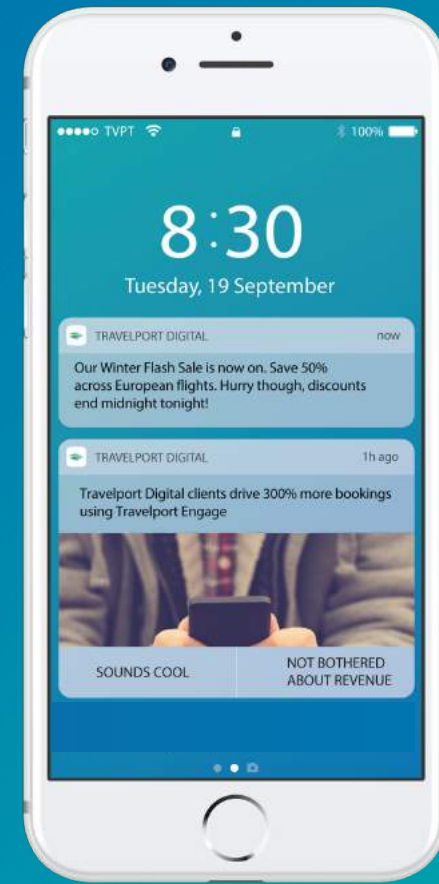 TVPT
100%
8:30
Tuesday, 19 September
TRAVELPORT DIGITAL now
Our Winter Flash Sale is now on. Save 50%
across European flights. Hurry though, discounts
end midnight tonight!
TRAVELPORT DIGITAL 1h ago
Travelport Digital clients drive 300% more bookings
using Travelport Engage
SOUNDS COOL
NOT BOTHERED
ABOUT REVENUE